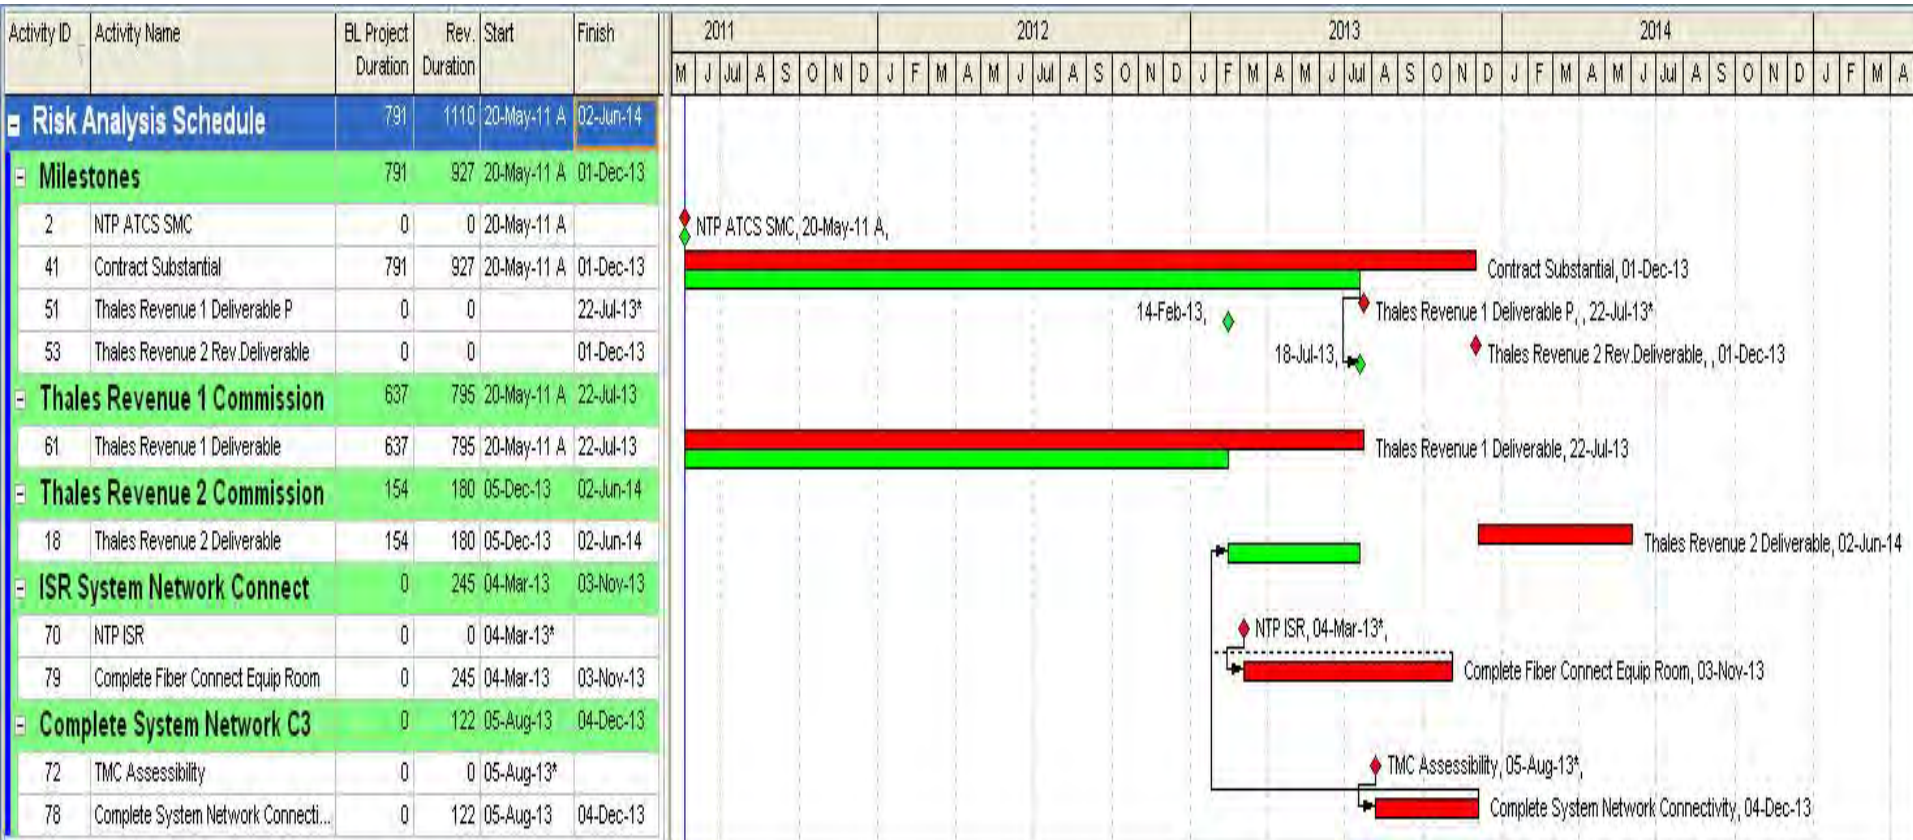 Activity ID Activity Name BL Project Rev. Start Finish 2011 2012 2013 2014
Duration Duration M J Jul A S O N D J F M A M J Jul A S O N D J F M A M J Jul A S O N D J F M A M J Jul A S O N D J F M A
Risk Analysis Schedule 791 1110 20-May-11 A 02-Jun-14
Milestones 791 927 20-May-11 A 01-Dec-13
2 NTP ATCS SMC 0 0 20-May-11 A NTP ATCS SMC, 20-May-11 A,
41 Contract Substantial 791 927 20-May-11 A 01-Dec-13 Contract Substantial, 01-Dec-13
51 Thales Revenue 1 Deliverable P 0 0 22-Jul-13* 14-Feb-13, Thales Revenue 1 Deliverable P, , 22-Jul-13*
53 Thales Revenue 2 Rev.Deliverable 0 0 01-Dec-13 18-Jul-13, Thales Revenue 2 Rev.Deliverable, , 01-Dec-13
Thales Revenue 1 Commission 637 795 20-May-11 A 22-Jul-13
61 Thales Revenue 1 Deliverable 637 795 20-May-11 A 22-Jul-13 Thales Revenue 1 Deliverable, 22-Jul-13
Thales Revenue 2 Commission 154 180 05-Dec-13 02-Jun-14
18 Thales Revenue 2 Deliverable 154 180 05-Dec-13 02-Jun-14 Thales Revenue 2 Deliverable, 02-Jun-14
ISR System Network Connect 0 245 04-Mar-13 03-Nov-13
70 NTP ISR 0 0 04-Mar-13* NTP ISR, 04-Mar-13*,
79 Complete Fiber Connect Equip Room 0 245 04-Mar-13 03-Nov-13 Complete Fiber Connect Equip Room, 03-Nov-13
Complete System Network C3 0 122 05-Aug-13 04-Dec-13
72 TMC Assessibility 0 0 05-Aug-13* TMC Assessibility, 05-Aug-13*,
78 Complete System Network Connecti... 0 122 05-Aug-13 04-Dec-13 Complete System Network Connectivity, 04-Dec-13